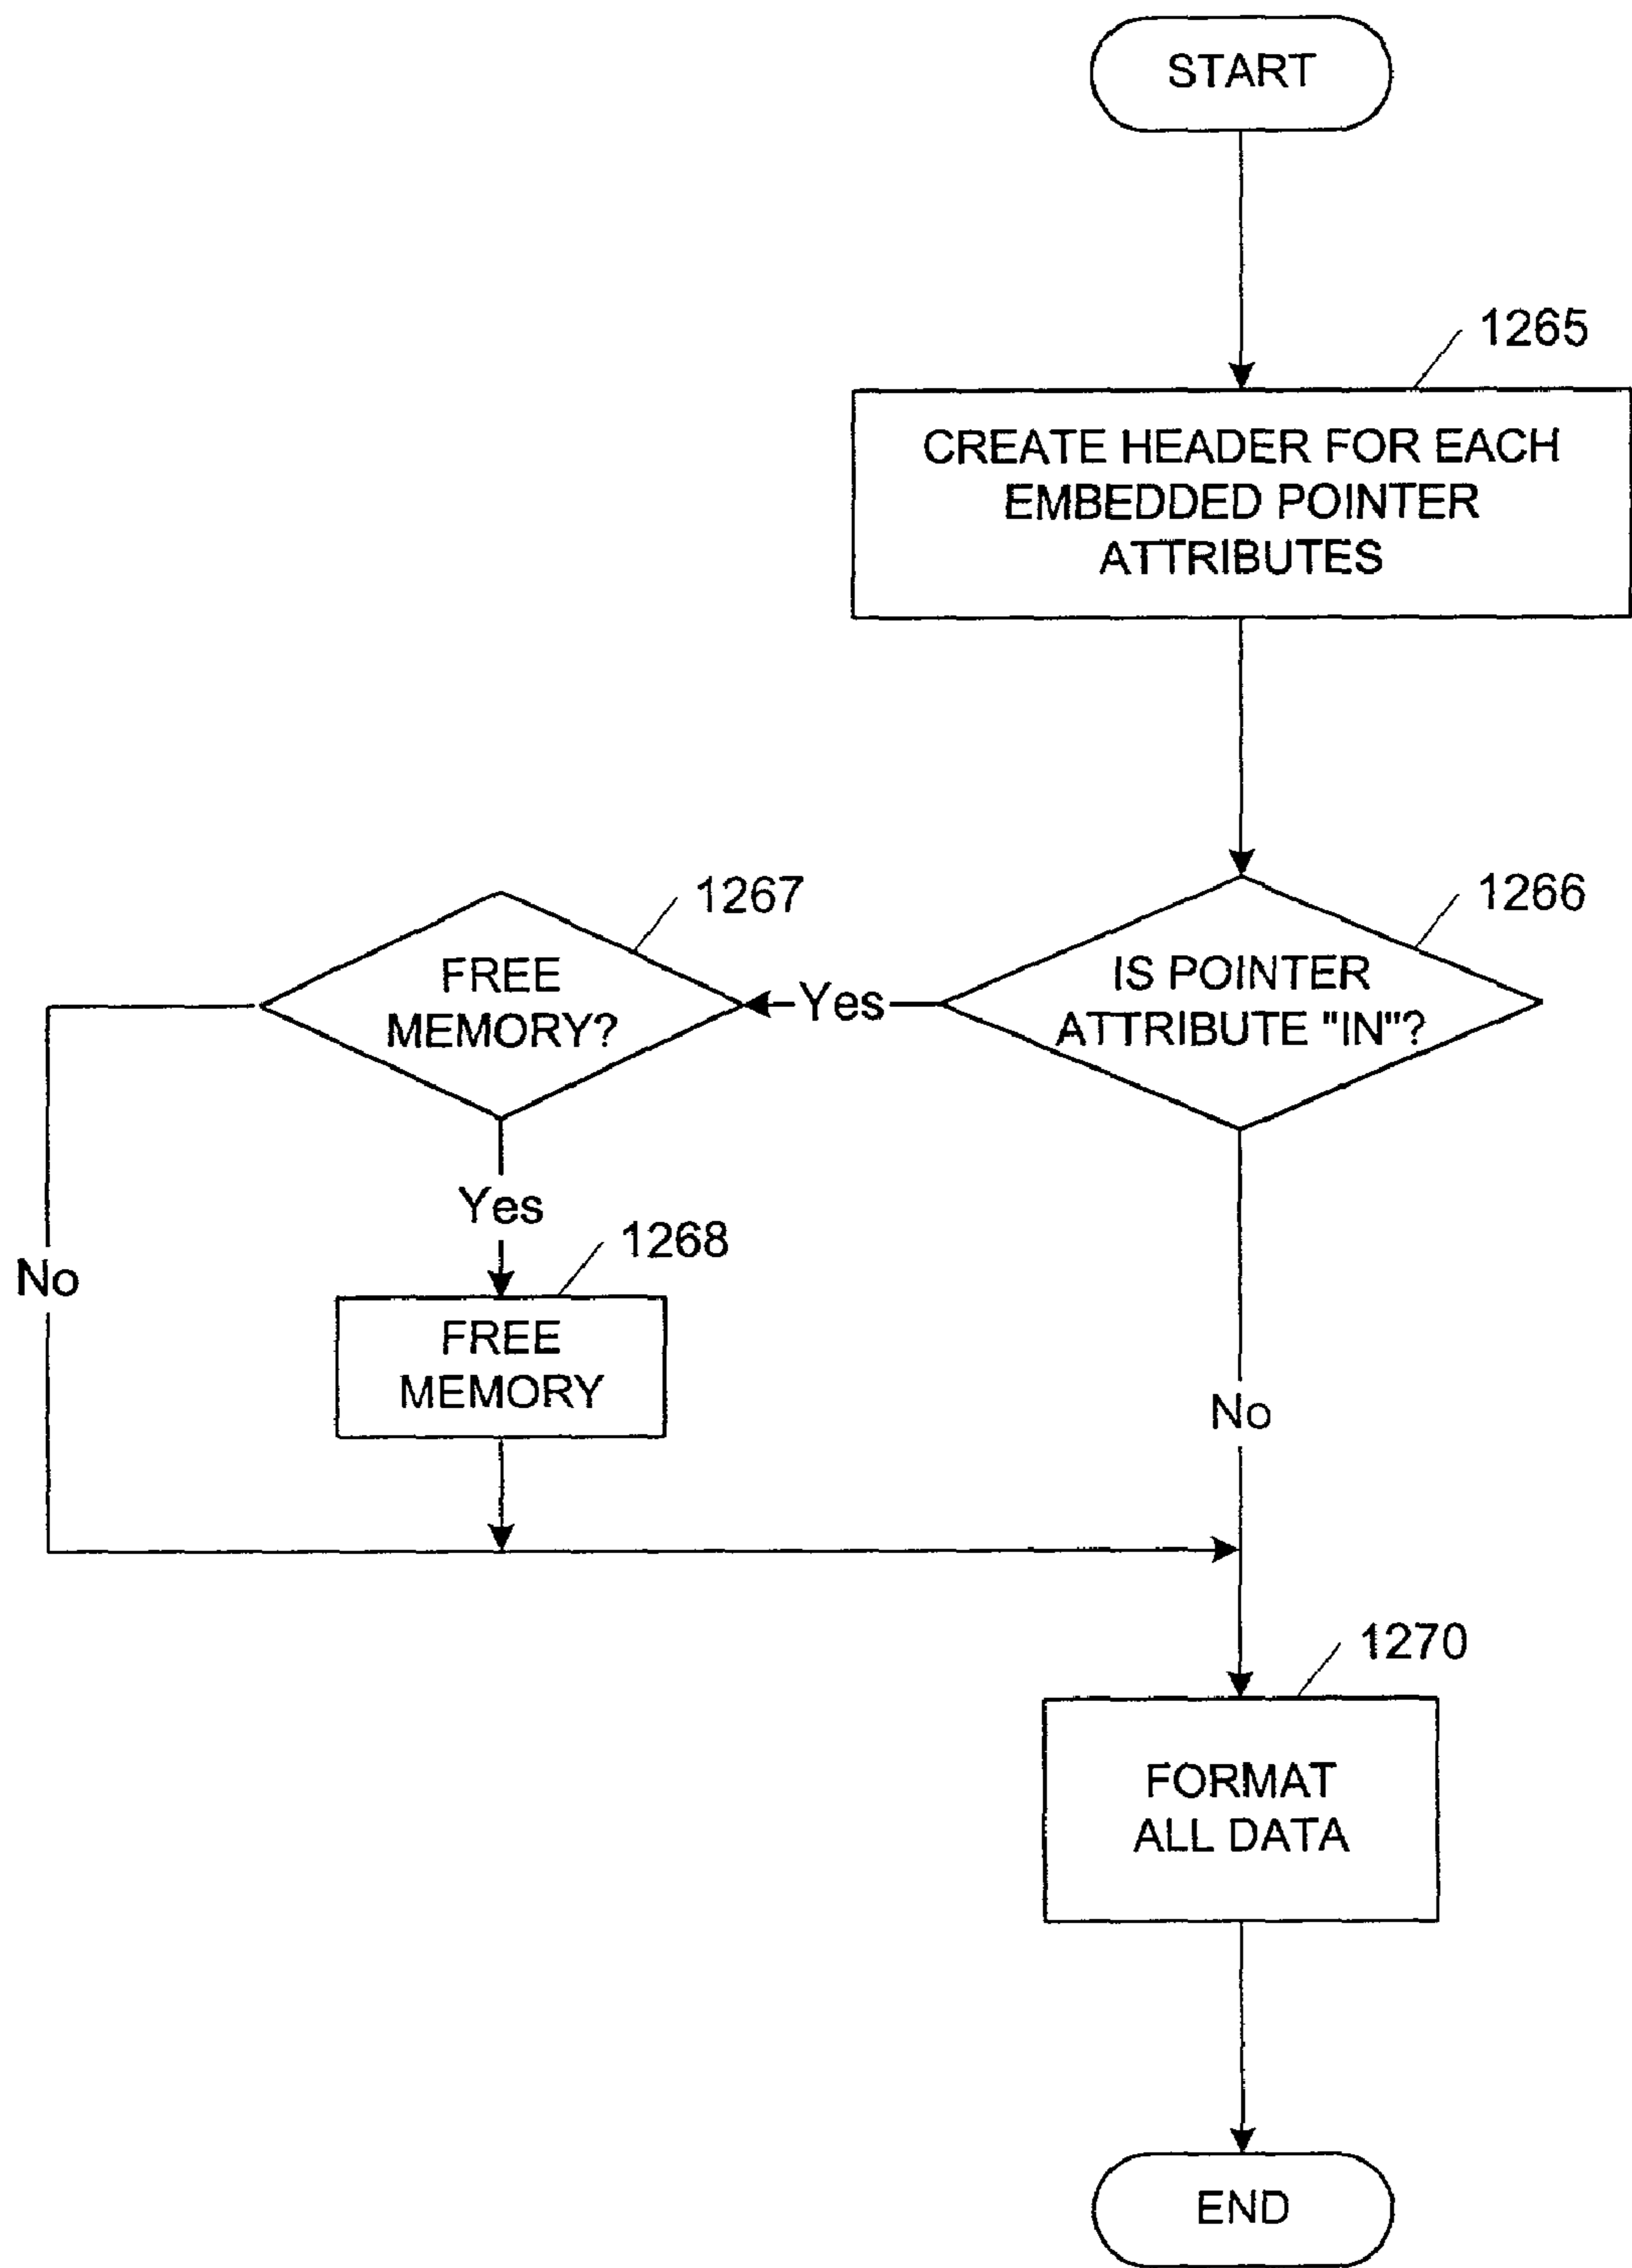 START
1265
CREATE HEADER FOR EACH
EMBEDDED POINTER
ATTRIBUTES
1267
1266
FREE
MEMORY?
Yes
IS POINTER
ATTRIBUTE "IN"?
Yes
1268
No
FREE
MEMORY
No
1270
FORMAT
ALL DATA
END